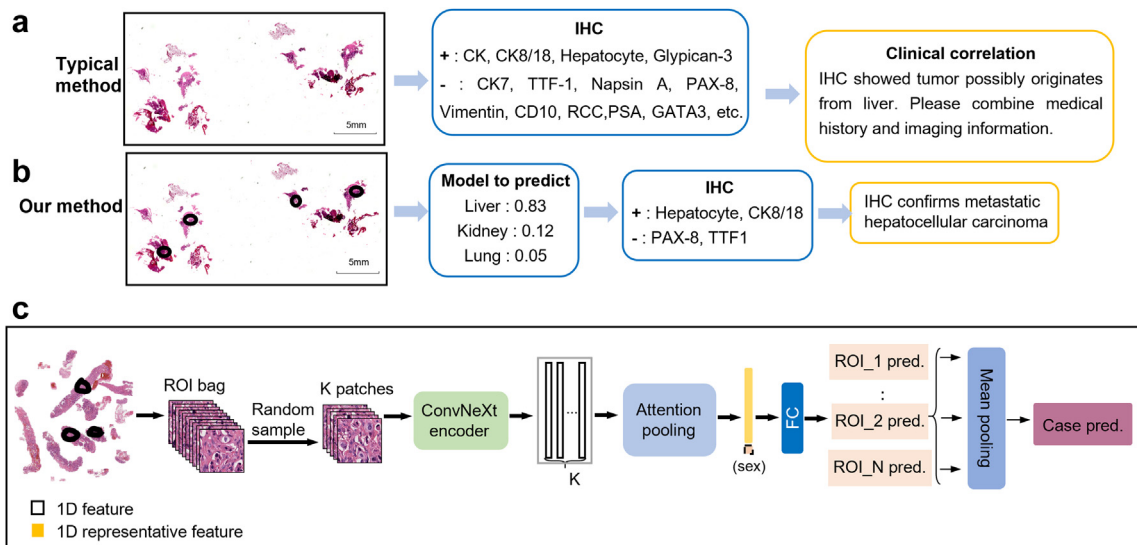 a
Typical
method
5mm
IHC
+ : CK, CK8/18, Hepatocyte, Glypican-3
- : CK7, TTF-1, Napsin A, PAX-8,
Vimentin, CD10, RCC,PSA, GATA3, etc.
Clinical correlation
IHC showed tumor possibly originates
from liver. Please combine medical
history and imaging information.
b
Our method
5mm
Model to predict
Liver : 0.83
Kidney : 0.12
Lung : 0.05
IHC
+ : Hepatocyte, CK8/18
- : PAX-8, TTF1
IHC confirms metastatic
hepatocellular carcinoma
c
ROI bag
Random
sample
K patches
ConvNeXt
encoder
...
K
Attention
pooling
(sex)
FC
ROI_1 pred.
:
ROI_2 pred.
ROI_N pred.
Mean pooling
Case pred.
1D feature
1D representative feature